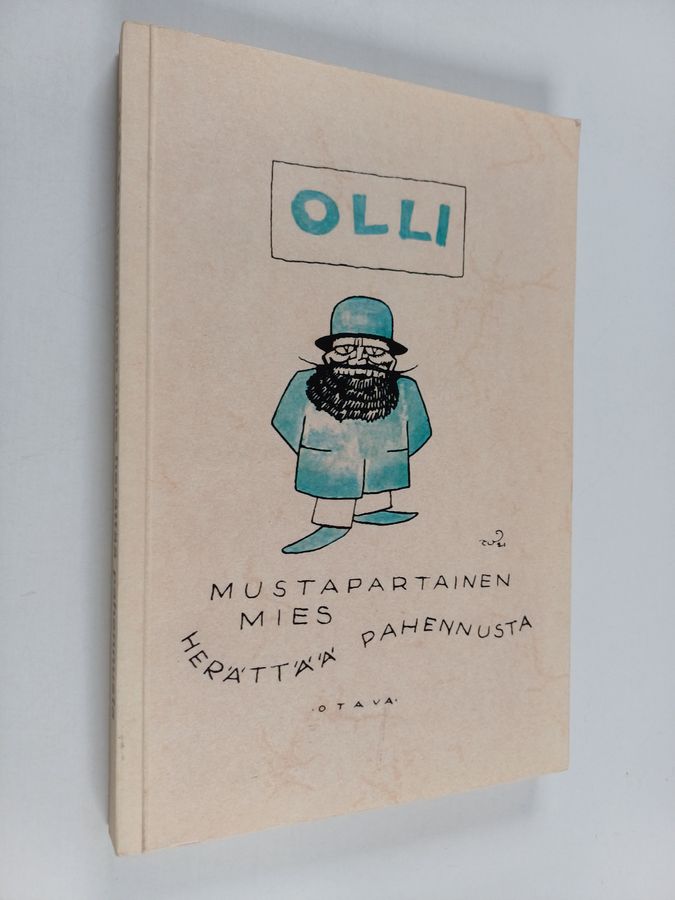 OLLI
MUSTAPARTAINEN
MIES
HERÄTTÄÄ PAHENNUSTA
·OTAVA·